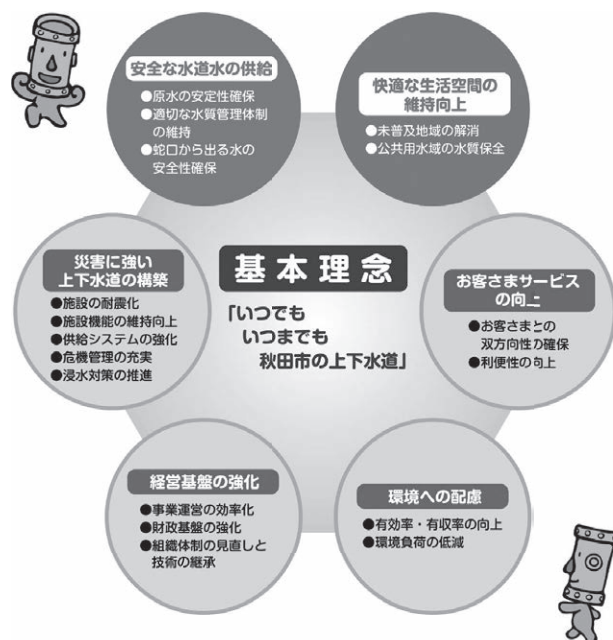 安全な水道水の供給
●原水の安定性確保
●適切な水質管理体制
の維持
●蛇口から出る水の
安全性確保
快適な生活空間の
維持向上
●未普及地域の解消
●公共用水域の水質保全
災害に強い
上下水道の構築
●施設の耐震化
●施設機能の維持向上
●供給システムの強化
●危機管理の充実
●浸水対策の推進
基本理念
「いつでも
いつまでも
秋田市の上下水道」
お客さまサービス
の向上
●お客さまとの
双方向性の確保
●利便性の向上
経営基盤の強化
●事業運営の効率化
●財政基盤の強化
●組織体制の見直しと
技術の継承
環境への配慮
●有効率・有収率の向上
●環境負荷の低減